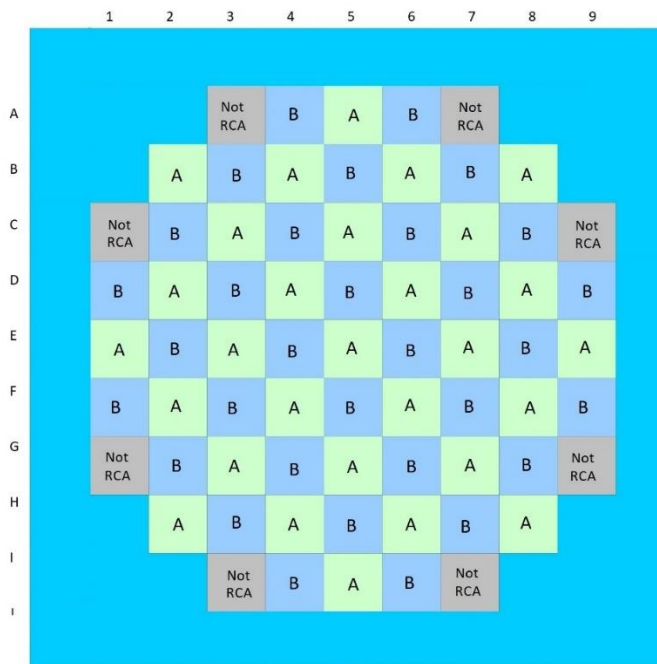 1 2 3 4 5 6 7 8 9
A Not RCA B A B Not RCA
B A B A B A B A
C Not RCA B A B A B A B Not RCA
D B A B A B A B A B
E A B A B A B A B A
F B A B A B A B A B
G Not RCA B A B A B A B Not RCA
H A B A B A B A
I Not RCA B A B Not RCA
I